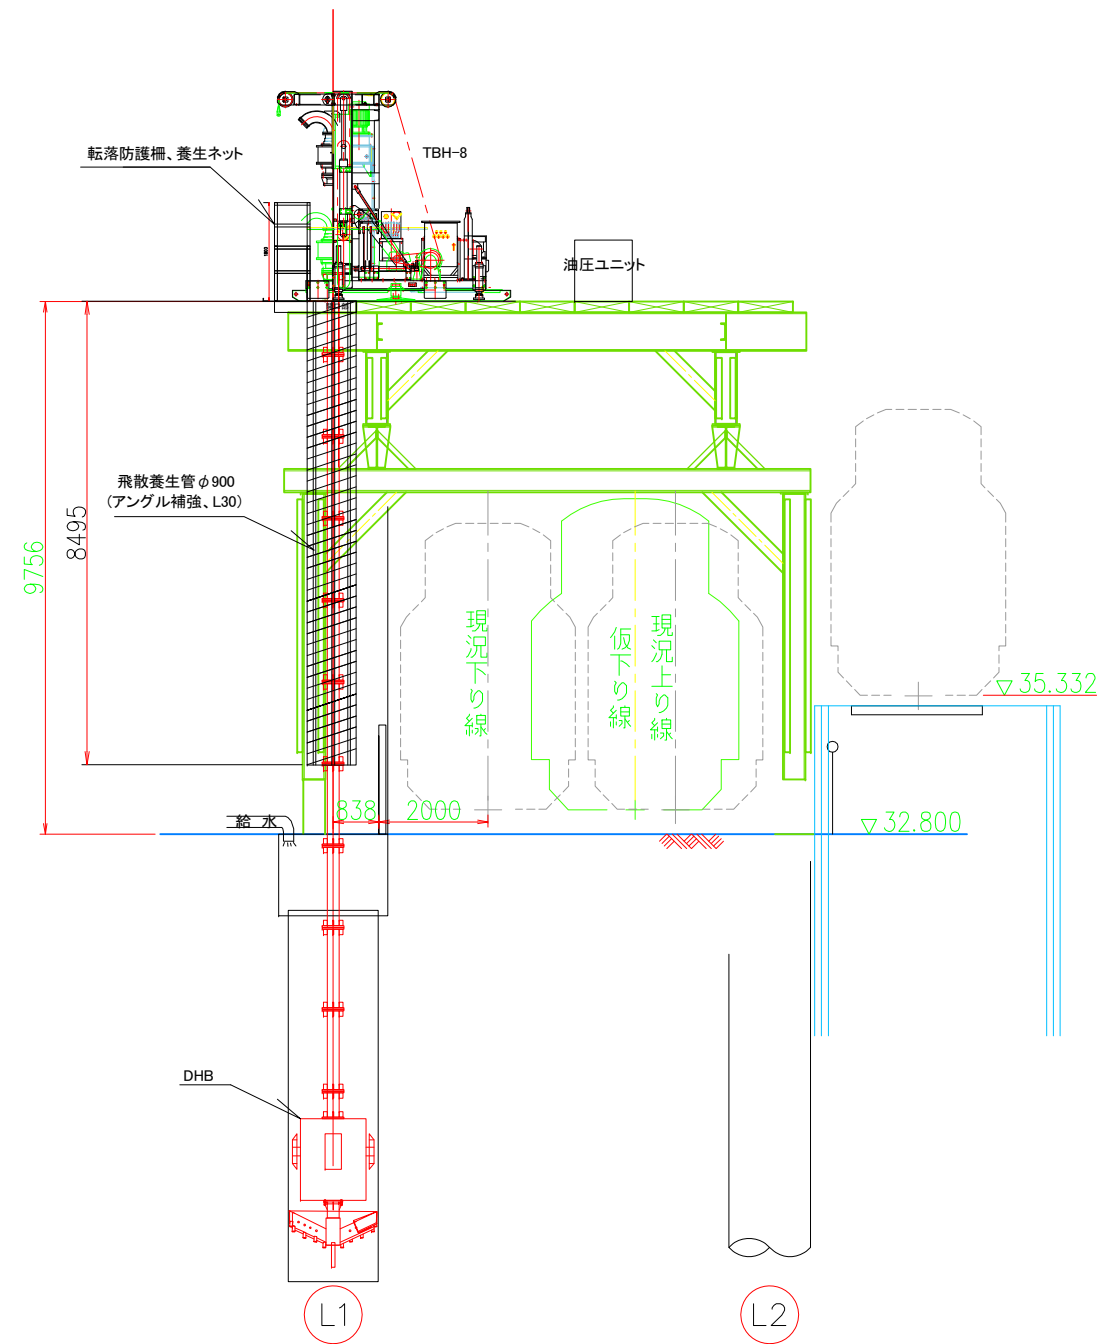 転落防護柵、養生ネット
TBH-8
油圧ユニット
飛散養生管φ900
(アングル補強、L30)
8495
9756
現況下り線
仮下り線
現況上り線
▽35.332
838
2000
給 水
▽32.800
DHB
L1
L2